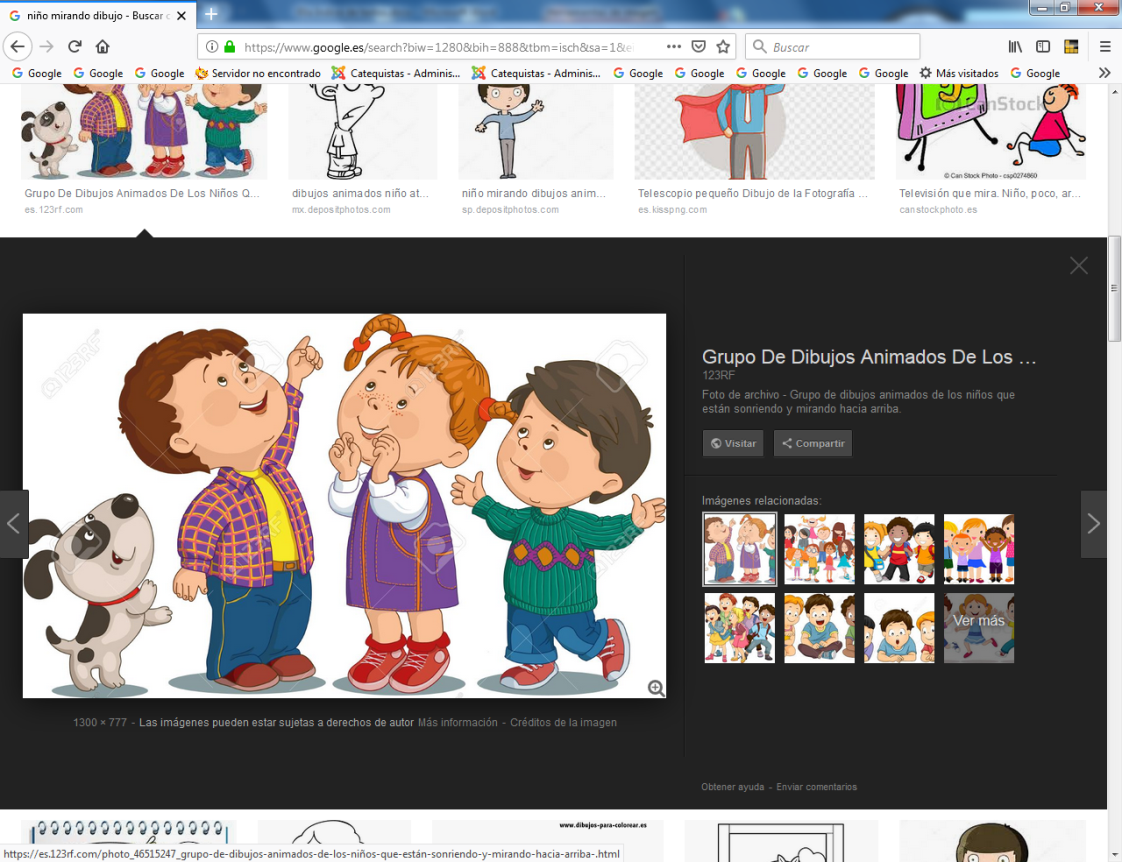 niño mirando dibujo - Buscar c
https://www.google.es/search?biw=1280&bih=888&tbm=isch&sa=1&e
Buscar
Google Google Google Servidor no encontrado Catequistas - Adminis... Catequistas - Adminis... Google Google Google Google Google Más visitados Google
© CanStock
© Can Stock Photo - csp0274860
Grupo De Dibujos Animados De Los Niños Q...
es.123rf.com
dibujos animados niño at...
mx.depositphotos.com
niño mirando dibujos anim...
sp.depositphotos.com
Telescopio pequeño Dibujo de la Fotografía ...
es.kisspng.com
Televisión que mira. Niño, poco, ar...
canstockphoto.es
123RF
123RF
123RF
123RF
Grupo De Dibujos Animados De Los ...
123RF
Foto de archivo - Grupo de dibujos animados de los niños que
están sonriendo y mirando hacia arriba.
Visitar
Compartir
Imágenes relacionadas:
Ver más
1300 × 777 - Las imágenes pueden estar sujetas a derechos de autor Más información - Créditos de la imagen
Obtener ayuda - Enviar comentarios
www.dibujos-para-colorear.es
https://es.123rf.com/photo_46515247_grupo-de-dibujos-animados-de-los-niños-que-están-sonriendo-y-mirando-hacia-arriba-.html